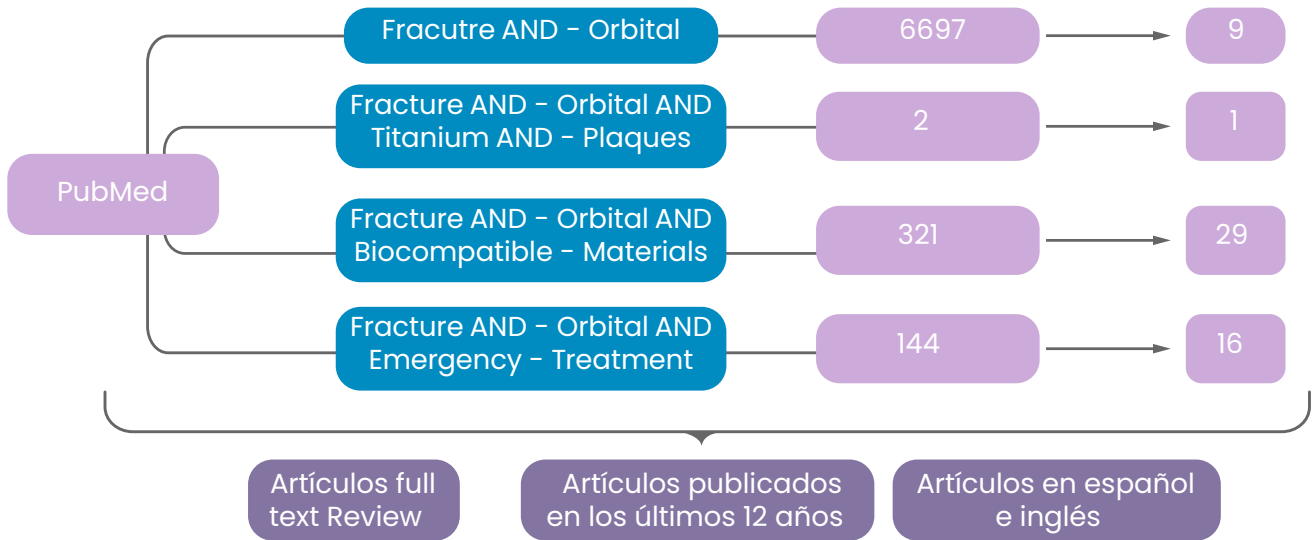 Fracutre AND - Orbital
6697
9
Fracture AND - Orbital AND
Titanium AND - Plaques
2
1
PubMed
Fracture AND - Orbital AND
Biocompatible - Materials
321
29
Fracture AND - Orbital AND
Emergency - Treatment
144
16
Artículos full
text Review
Artículos publicados
en los últimos 12 años
Artículos en español
e inglés